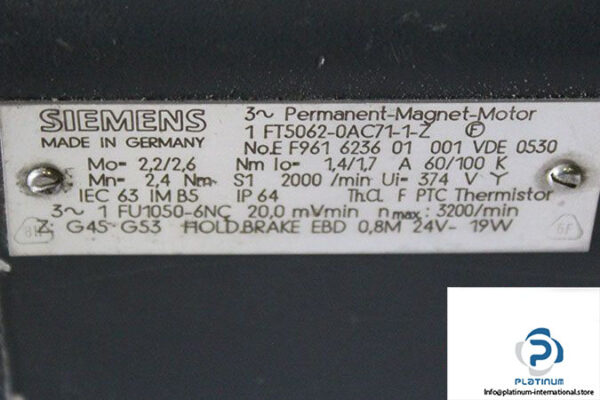 SIEMENS
MADE IN GERMANY
3~ Permanent-Magnet-Motor
1 FT5062-0AC71-1-Z F
No.E F961 6236 01 001 VDE 0530
Mo= 2,2/2,6 Nm Io= 1,4/1,7 A 60/100 K
Mn= 2,4 Nm S1 2000 /min Ui= 374 V Y
IEC 63 IM B5 IP 64 Th.Cl. F PTC Thermistor
3~ 1 FU1050-6NC 20,0 mV/min n max. : 3200/min
Z: G45 G53 HOLD.BRAKE EBD 0,8M 24V- 19W
6F
PLATINUM
info@platinum-international.store